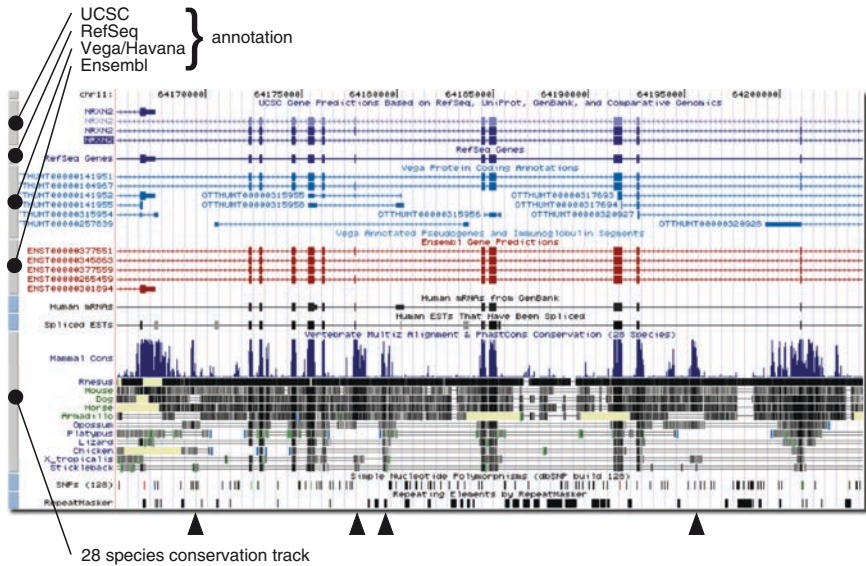 UCSC
RefSeq
Vega/Havana
Ensembl
} annotation
chr11: 64170000 64175000 64180000 64185000 64190000 64195000 64200000
UCSC Gene Predictions Based on RefSeq, UniProt, GenBank, and Comparative Genomics
NRXN2
NRXN2
NRXN2
NRXN2
RefSeq Genes
RefSeq Genes
Vega Protein Coding Annotations
OTTHUMT00000141951
OTTHUMT00000104967
OTTHUMT00000141952 OTTHUMT00000315955 OTTHUMT00000317693
OTTHUMT00000141955 OTTHUMT00000315958 OTTHUMT00000317694
OTTHUMT00000315954 OTTHUMT00000315956 OTTHUMT00000320927
HUMT00000257839 OTTHUMT00000320928
Vega Annotated Pseudogenes and Immunoglobulin Segments
Ensembl Gene Predictions
ENST00000377551
ENST00000345863
ENST00000377559
ENST00000265459
ENST00000301894
Human mRNAs from GenBank
Human mRNAs
Human ESTs That Have Been Spliced
Spliced ESTs
Vertebrate Multiz Alignment & PhastCons Conservation (28 Species)
Mammal Cons
Rhesus
Mouse
Dog
Horse
Armadillo
Opossum
Platypus
Lizard
Chicken
X_tropicalis
Stickleback
Simple Nucleotide Polymorphisms (dbSNP build 128)
SNPs (128)
Repeating Elements by RepeatMasker
RepeatMasker
28 species conservation track